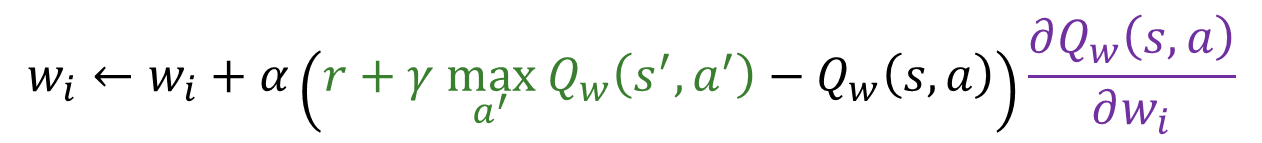 w_i ← w_i + α (r + γ max_{a′} Q_w(s′, a′) − Q_w(s, a)) ∂Q_w(s, a)/∂w_i